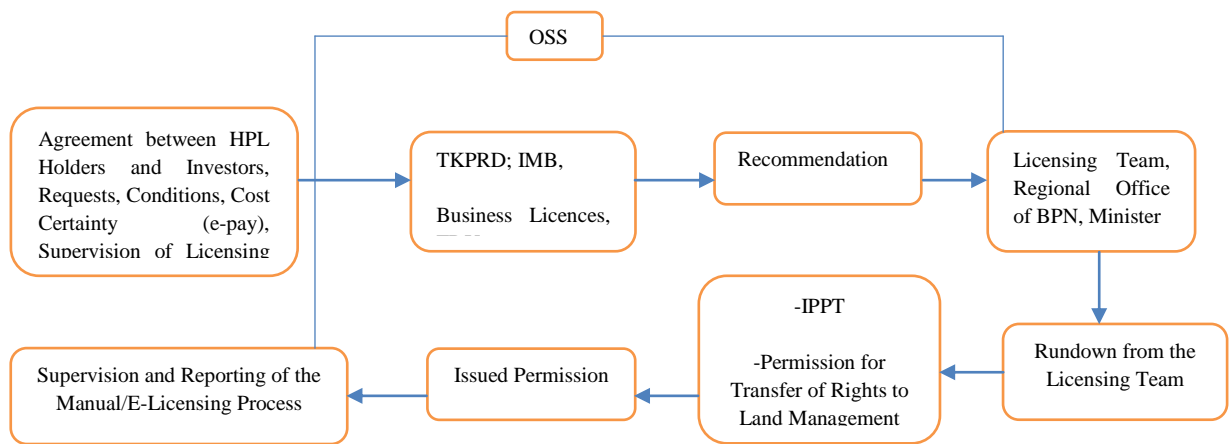 OSS
Agreement between HPL
Holders and Investors,
Requests, Conditions, Cost
Certainty (e-pay),
Supervision of Licensing
TKPRD; IMB,
Business Licences,
Recommendation
Licensing Team,
Regional Office
of BPN, Minister
Rundown from the
Licensing Team
-IPPT
-Permission for
Transfer of Rights to
Land Management
Issued Permission
Supervision and Reporting of the
Manual/E-Licensing Process